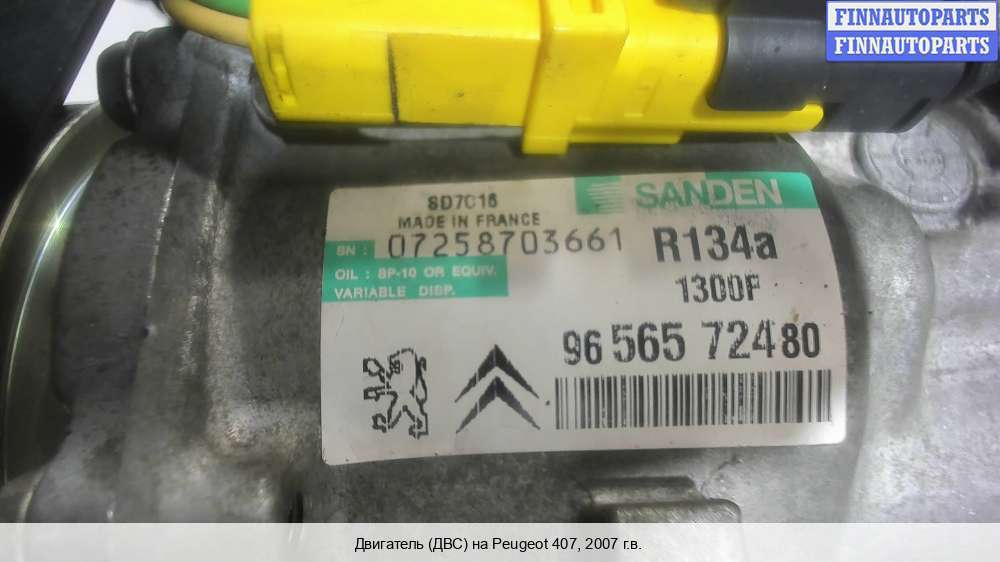 FINNAUTOPARTS
FINNAUTOPARTS
SD7C16
MADE IN FRANCE
SANDEN
SN : 07258703661
R134a
OIL : SP-10 OR EQUIV.
VARIABLE DISP.
1300F
96 565 724 80
Двигатель (ДВС) на Peugeot 407, 2007 г.в.